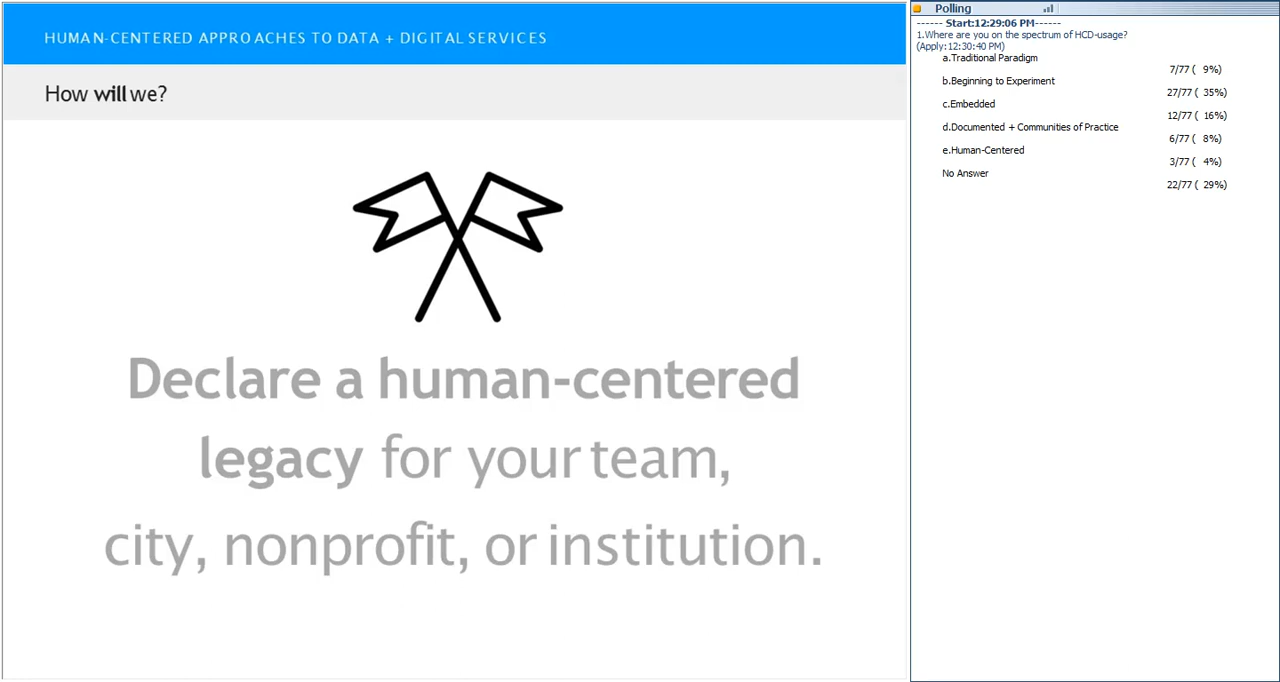 HUMAN-CENTERED APPROACHES TO DATA + DIGITAL SERVICES
How will we?
Declare a human-centered
legacy for your team,
city, nonprofit, or institution.
Polling
------ Start:12:29:06 PM------
1.Where are you on the spectrum of HCD-usage?
(Apply:12:30:40 PM)
a.Traditional Paradigm
7/77 ( 9%)
b.Beginning to Experiment
27/77 ( 35%)
c.Embedded
12/77 ( 16%)
d.Documented + Communities of Practice
6/77 ( 8%)
e.Human-Centered
3/77 ( 4%)
No Answer
22/77 ( 29%)